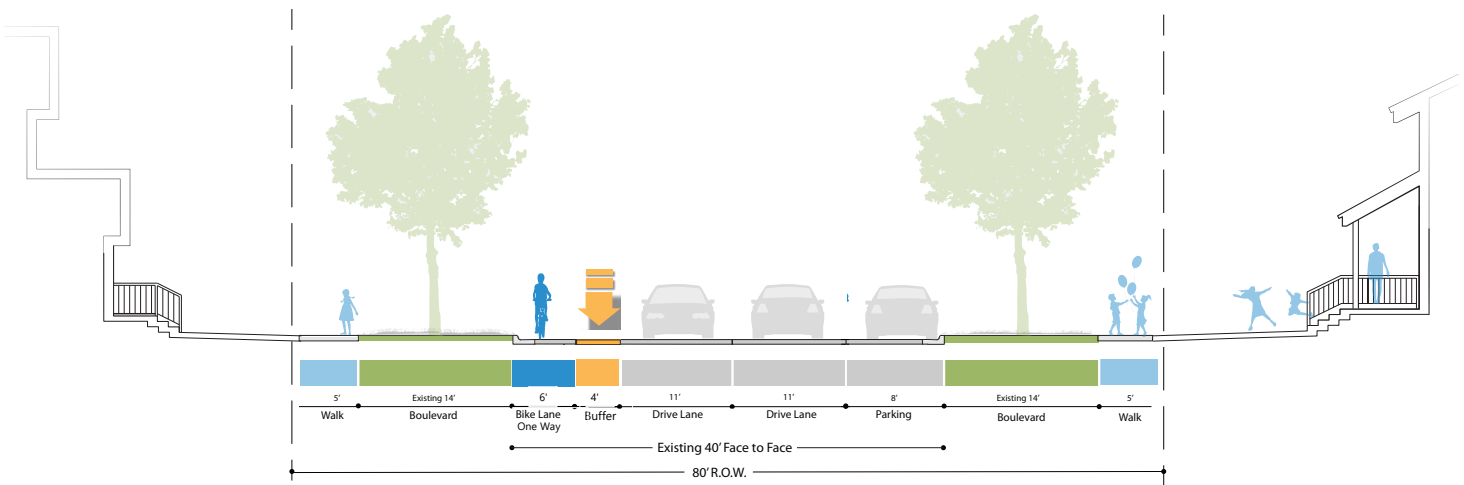 5’
Walk
Existing 14’
Boulevard
6’
Bike Lane
One Way
4’
Buffer
11’
Drive Lane
11’
Drive Lane
8’
Parking
Existing 14’
Boulevard
5’
Walk
Existing 40’ Face to Face
80’ R.O.W.